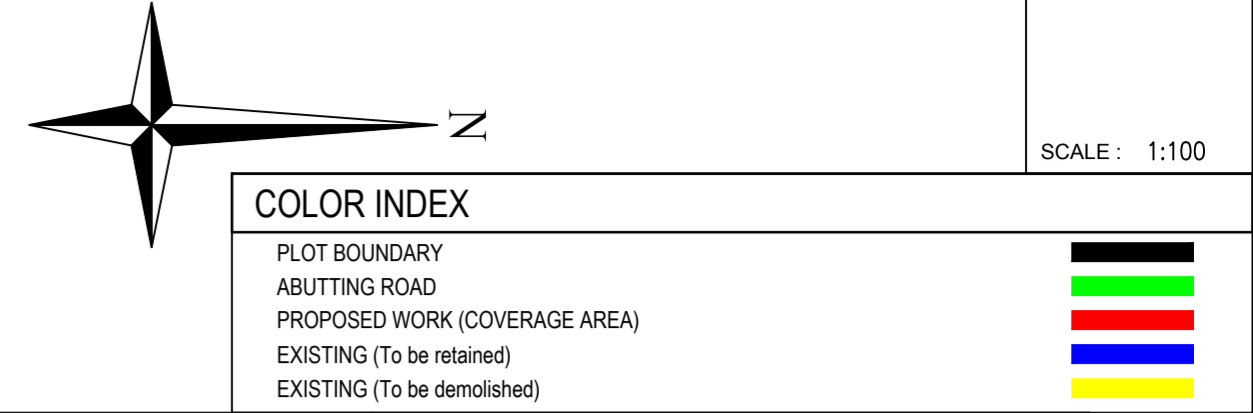 N
SCALE : 1:100
COLOR INDEX
PLOT BOUNDARY
ABUTTING ROAD
PROPOSED WORK (COVERAGE AREA)
EXISTING (To be retained)
EXISTING (To be demolished)